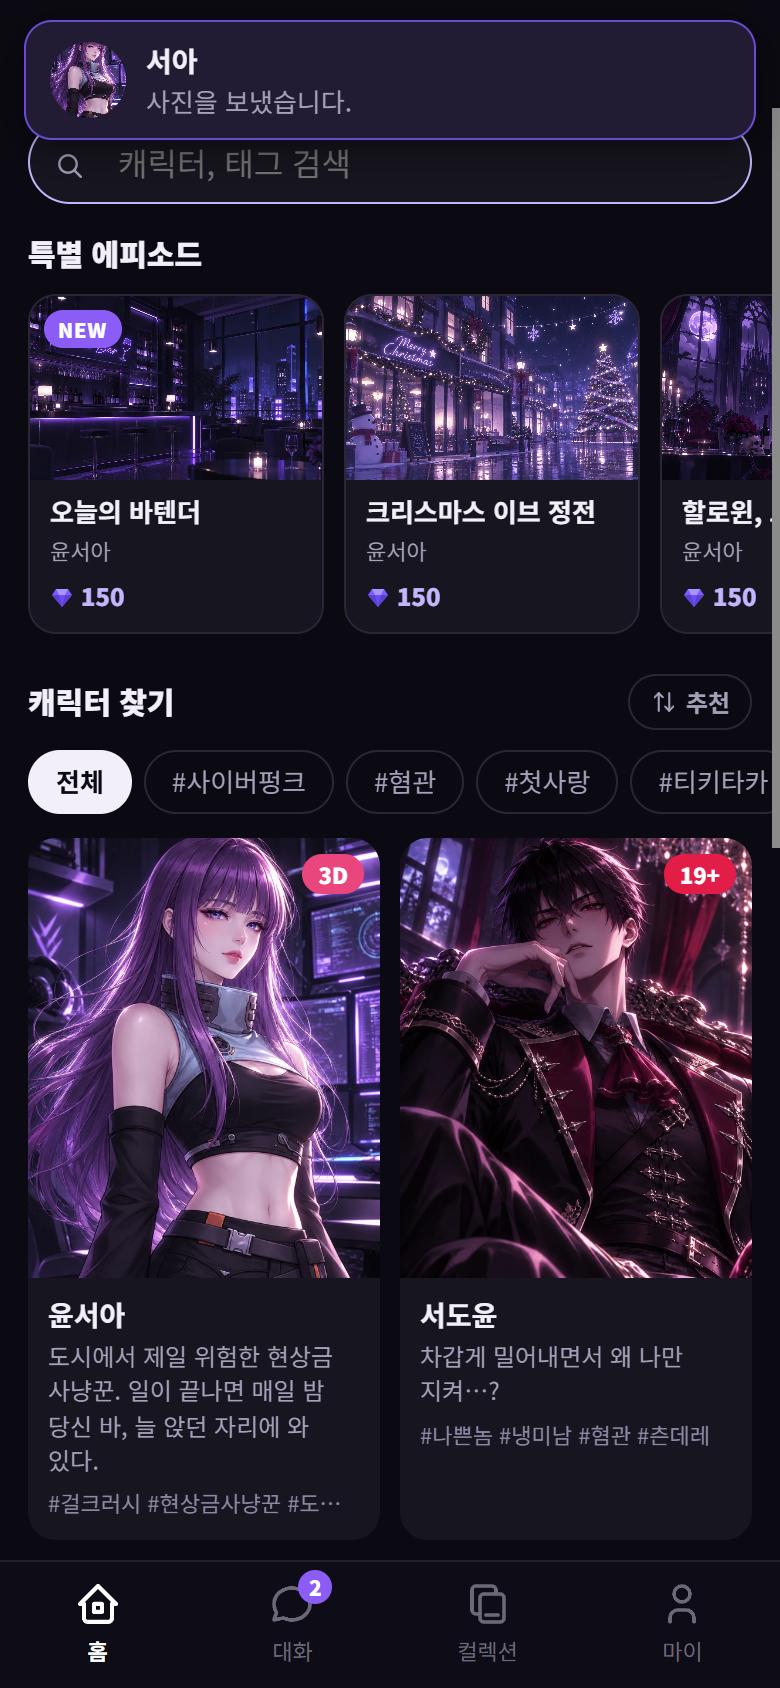 서아
사진을 보냈습니다.
캐릭터, 태그 검색
특별 에피소드
NEW
Bar
Merry
Christmas
오늘의 바텐더
윤서아
150
크리스마스 이브 정전
윤서아
150
할로윈,
윤서아
150
캐릭터 찾기
추천
전체
#사이버펑크
#혐관
#첫사랑
#티키타카
3D
19+
윤서아
도시에서 제일 위험한 현상금
사냥꾼. 일이 끝나면 매일 밤
당신 바, 늘 앉던 자리에 와
있다.
#걸크러시 #현상금사냥꾼 #도…
서도윤
차갑게 밀어내면서 왜 나만
지켜…?
#나쁜놈 #냉미남 #혐관 #츤데레
홈
2
대화
컬렉션
마이